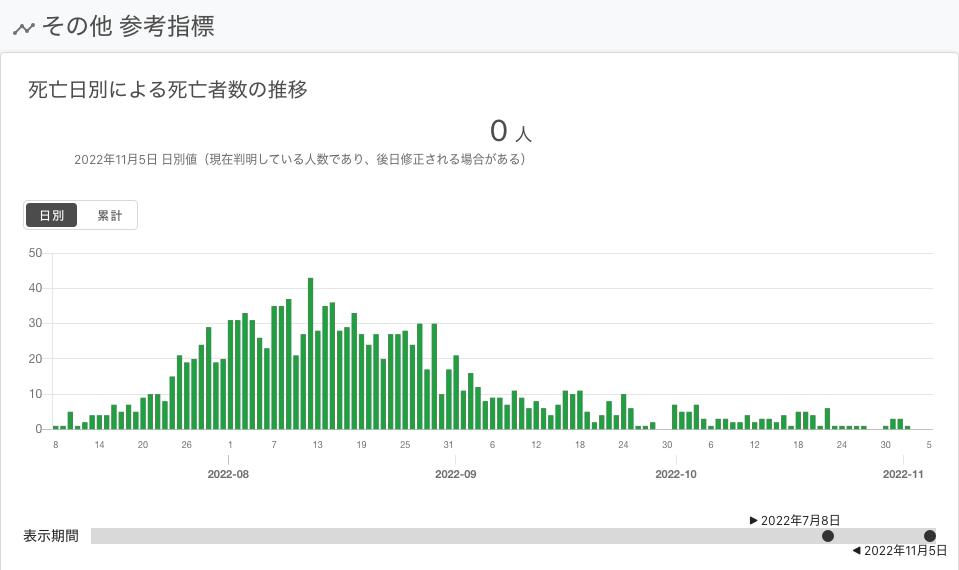 その他 参考指標
死亡日別による死亡者数の推移
0 人
2022年11月5日 日別値（現在判明している人数であり、後日修正される場合がある）
日別 累計
50
40
30
20
10
0
8 14 20 26 1 7 13 19 25 31 6 12 18 24 30 6 12 18 24 30 5
2022-08 2022-09 2022-10 2022-11
▶ 2022年7月8日
表示期間
◀ 2022年11月5日